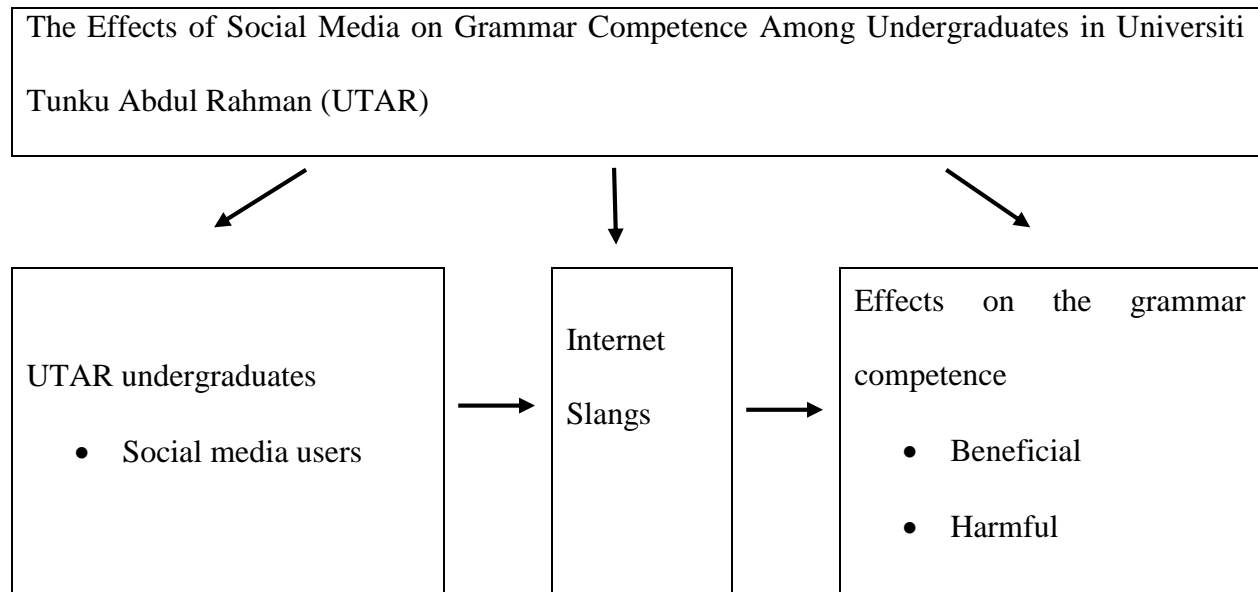 The Effects of Social Media on Grammar Competence Among Undergraduates in Universiti
Tunku Abdul Rahman (UTAR)
UTAR undergraduates
• Social media users
Internet
Slangs
Effects on the grammar
competence
• Beneficial
• Harmful